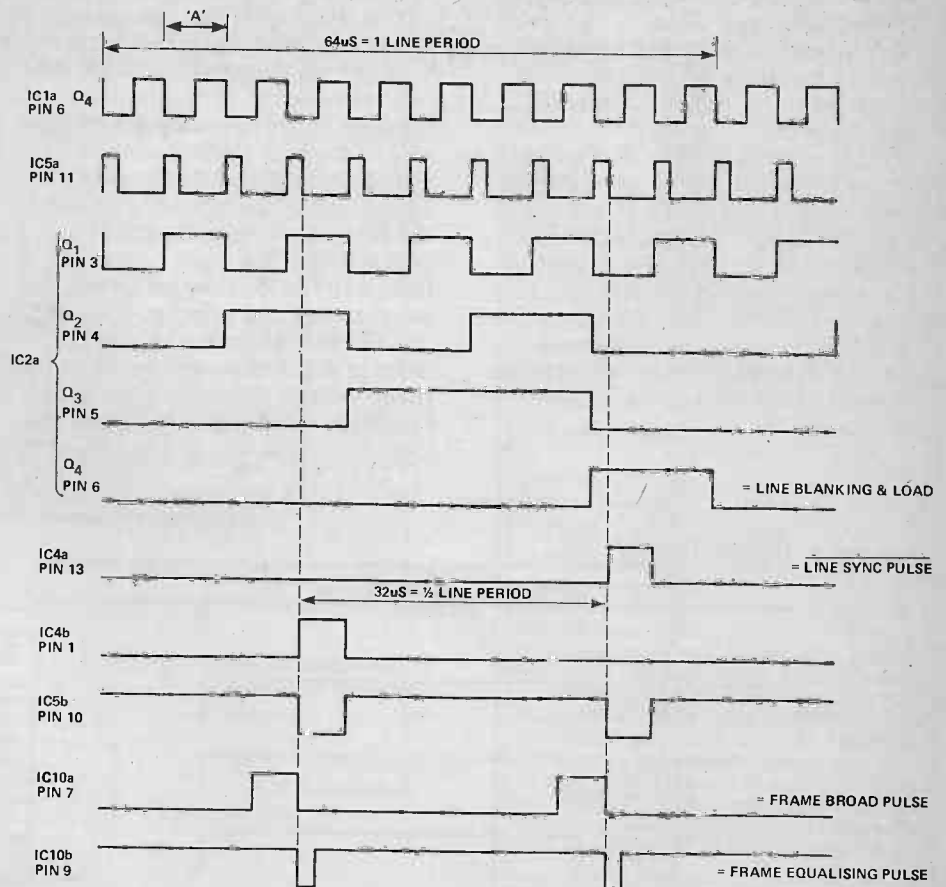 'A'
64uS = 1 LINE PERIOD
IC1a Q4
PIN 6
IC5a
PIN 11
Q1
PIN 3
Q2
PIN 4
IC2a
Q3
PIN 5
Q4
PIN 6
= LINE BLANKING & LOAD
IC4a
PIN 13
= LINE SYNC PULSE
32uS = ½ LINE PERIOD
IC4b
PIN 1
IC5b
PIN 10
IC10a
PIN 7
= FRAME BROAD PULSE
IC10b
PIN 9
= FRAME EQUALISING PULSE